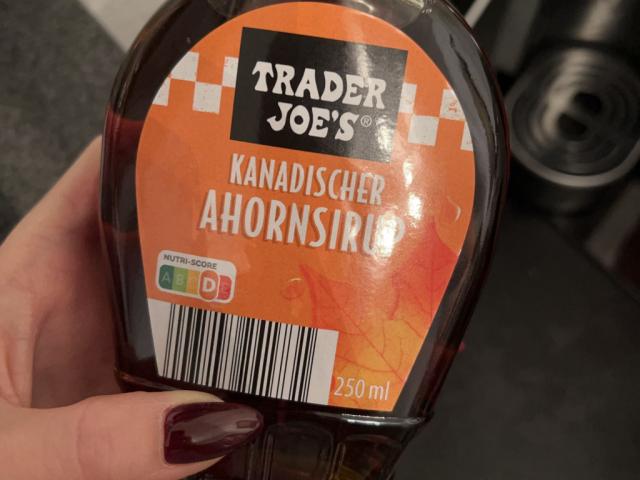 TRADER
JOE'S®
KANADISCHER
AHORNSIRUP
NUTRI-SCORE
A B C D E
250 ml